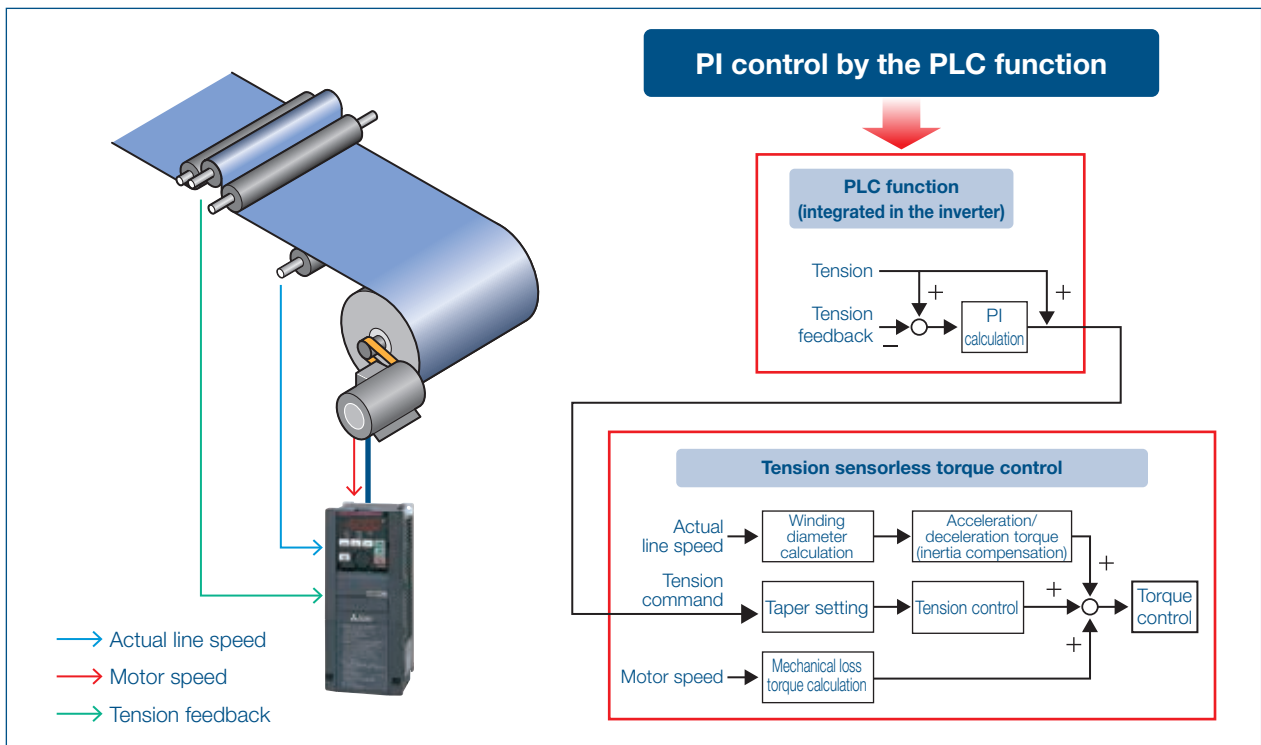 PI control by the PLC function
PLC function
(integrated in the inverter)
Tension
+
+
Tension
feedback
−
PI
calculation
Tension sensorless torque control
Actual
line speed
Winding
diameter
calculation
Acceleration/
deceleration torque
(inertia compensation)
+
Tension
command
Taper setting
Tension control
+
Torque
control
+
Motor speed
Mechanical loss
torque calculation
Actual line speed
Motor speed
Tension feedback